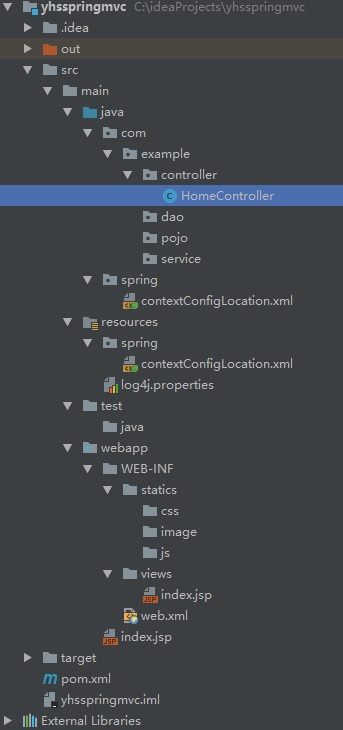 yhsspringmvc C:\ideaProjects\yhsspringmvc
.idea
out
src
main
java
com
example
controller
HomeController
dao
pojo
service
spring
contextConfigLocation.xml
resources
spring
contextConfigLocation.xml
log4j.properties
test
java
webapp
WEB-INF
statics
css
image
js
views
index.jsp
web.xml
index.jsp
target
pom.xml
yhsspringmvc.iml
External Libraries